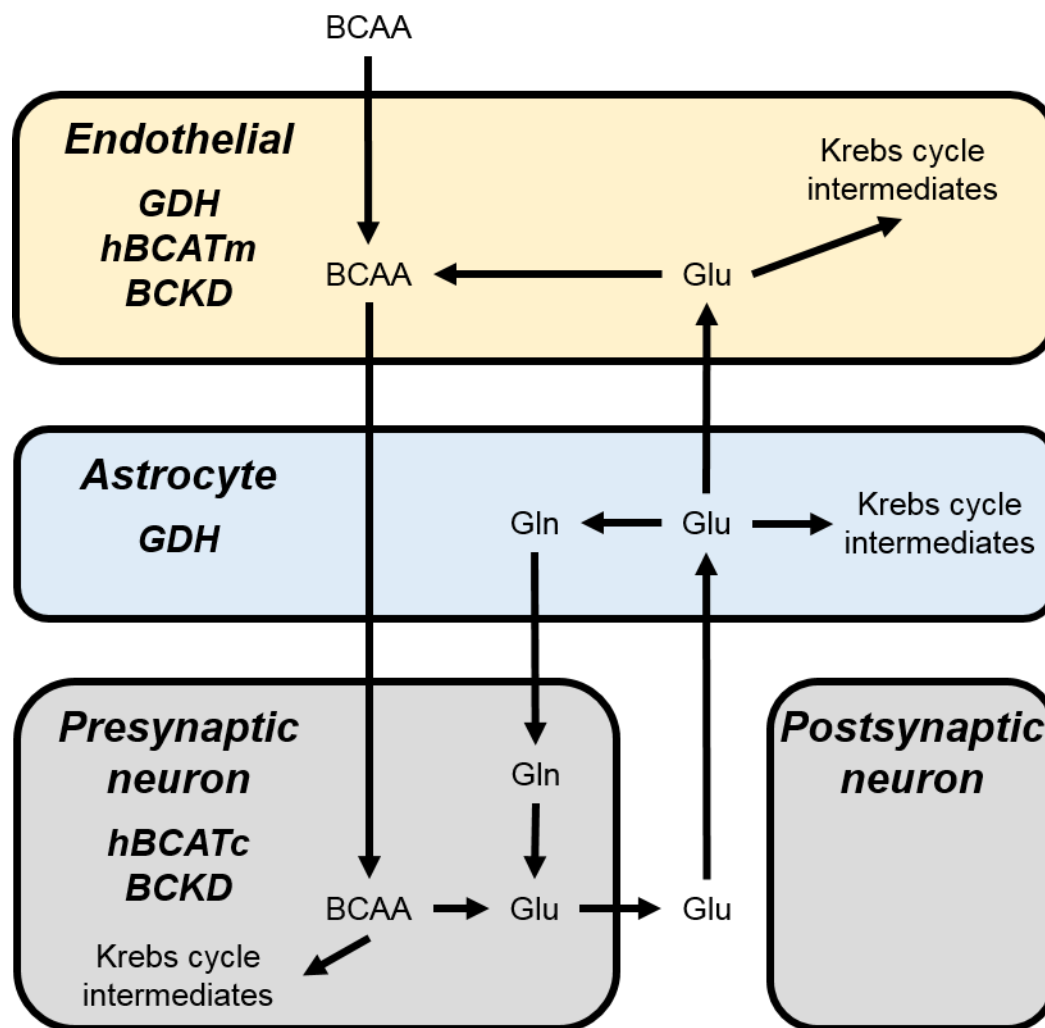 BCAA
Endothelial
GDH
hBCATm
BCKD
BCAA
Glu
Krebs cycle
intermediates
Astrocyte
GDH
Gln
Glu
Krebs cycle
intermediates
Presynaptic
neuron
hBCATc
BCKD
Gln
BCAA
Glu
Krebs cycle
intermediates
Glu
Postsynaptic
neuron